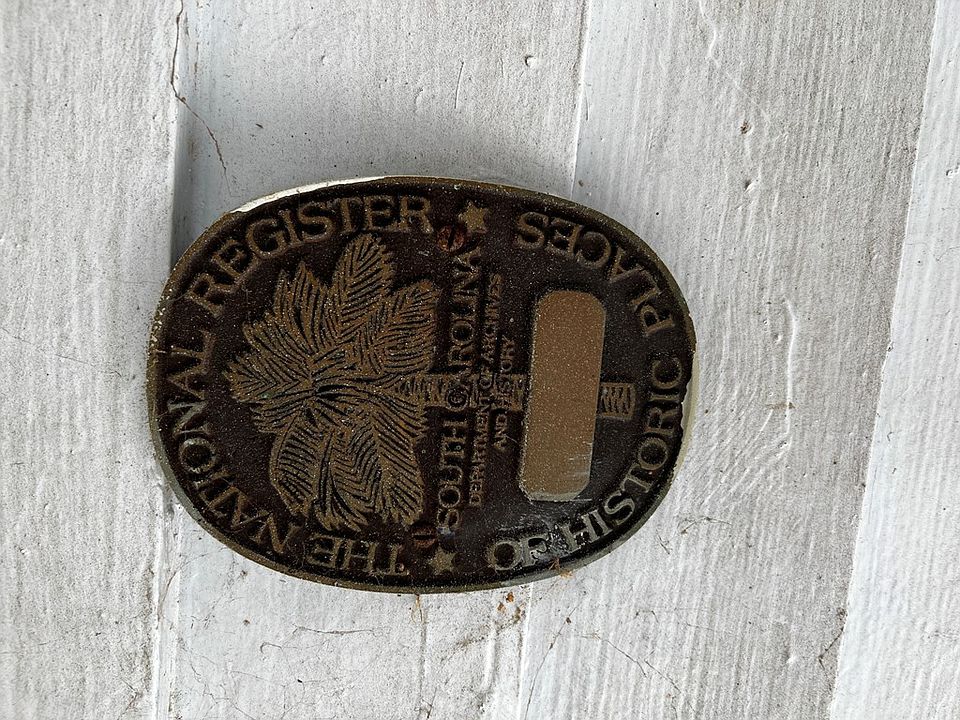 THE NATIONAL REGISTER
SOUTH CAROLINA
DEPARTMENT OF ARCHIVES
AND HISTORY
OF HISTORIC PLACES